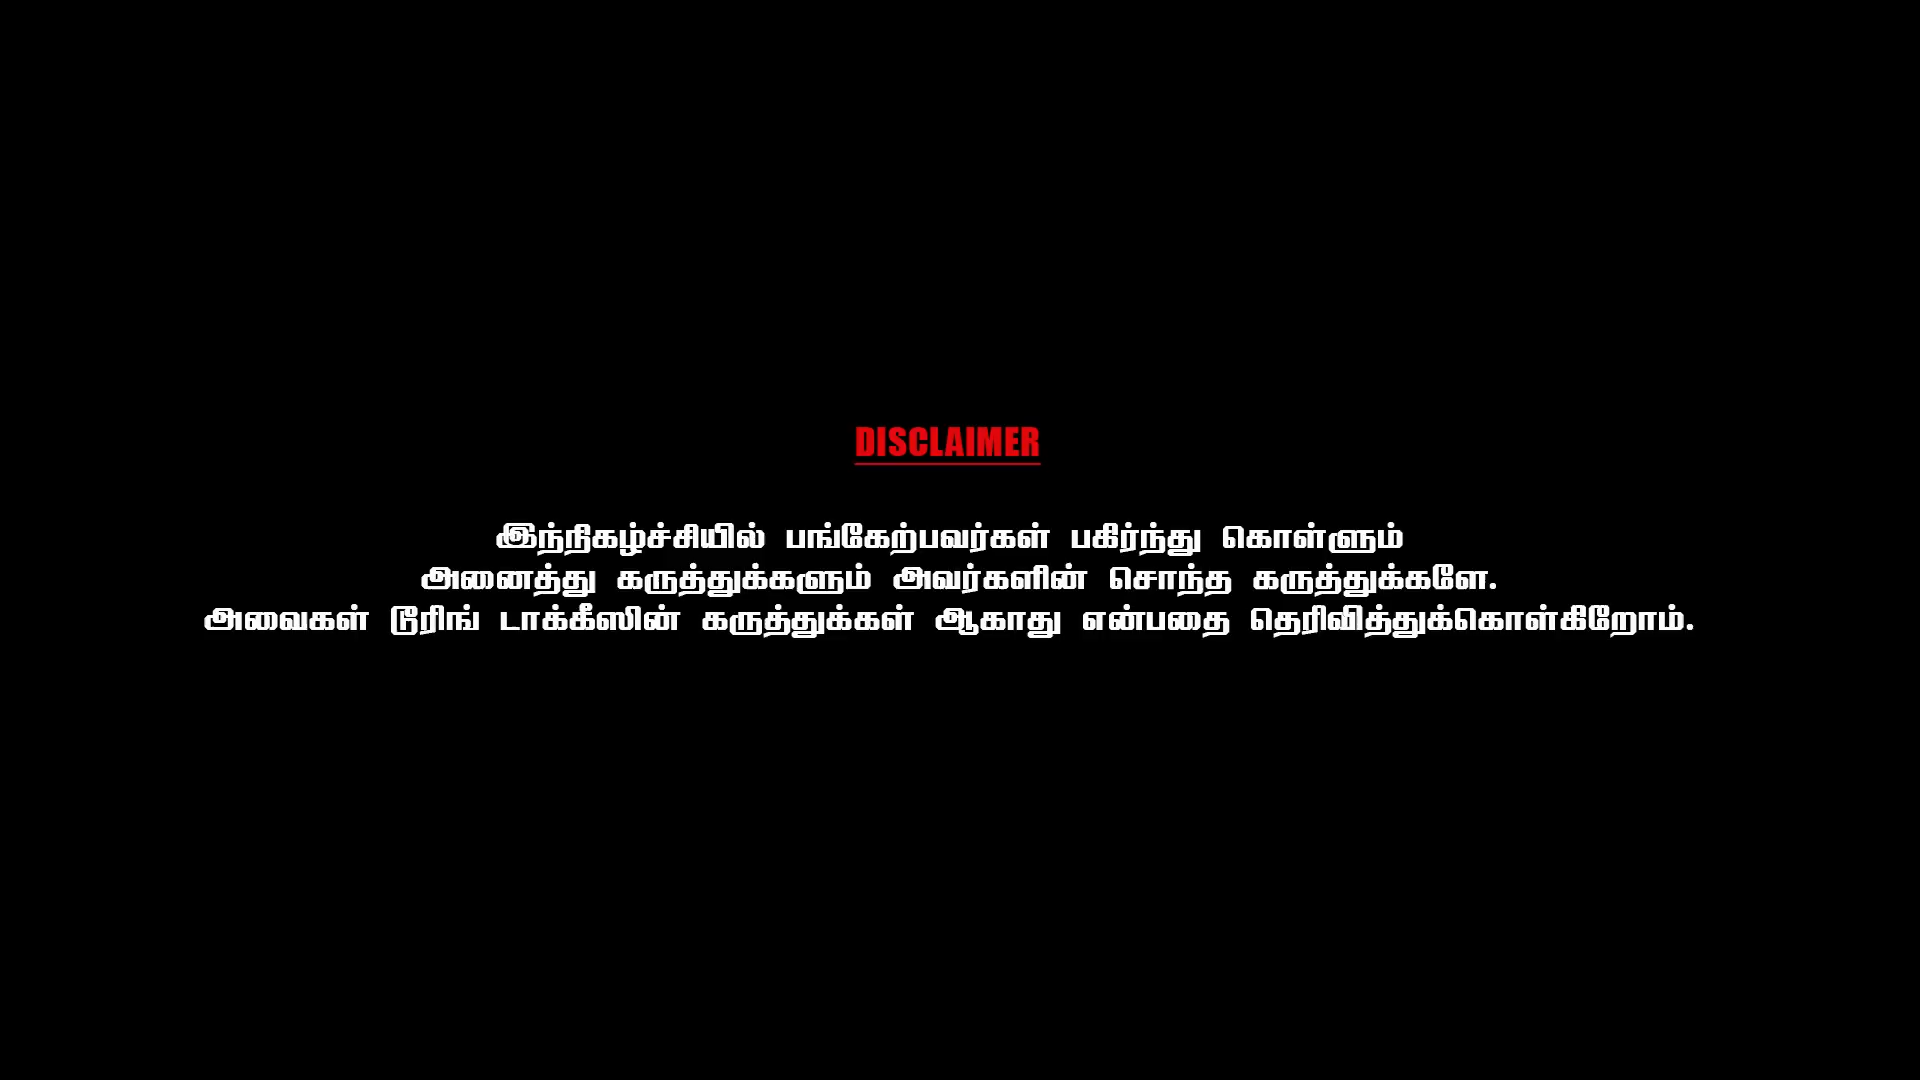 DISCLAIMER
இந்நிகழ்ச்சியில் பங்கேற்பவர்கள் பகிர்ந்து கொள்ளும்
அனைத்து கருத்துக்களும் அவர்களின் சொந்த கருத்துக்களே.
அவைகள் டூரிங் டாக்கீஸின் கருத்துக்கள் ஆகாது என்பதை தெரிவித்துக்கொள்கிறோம்.